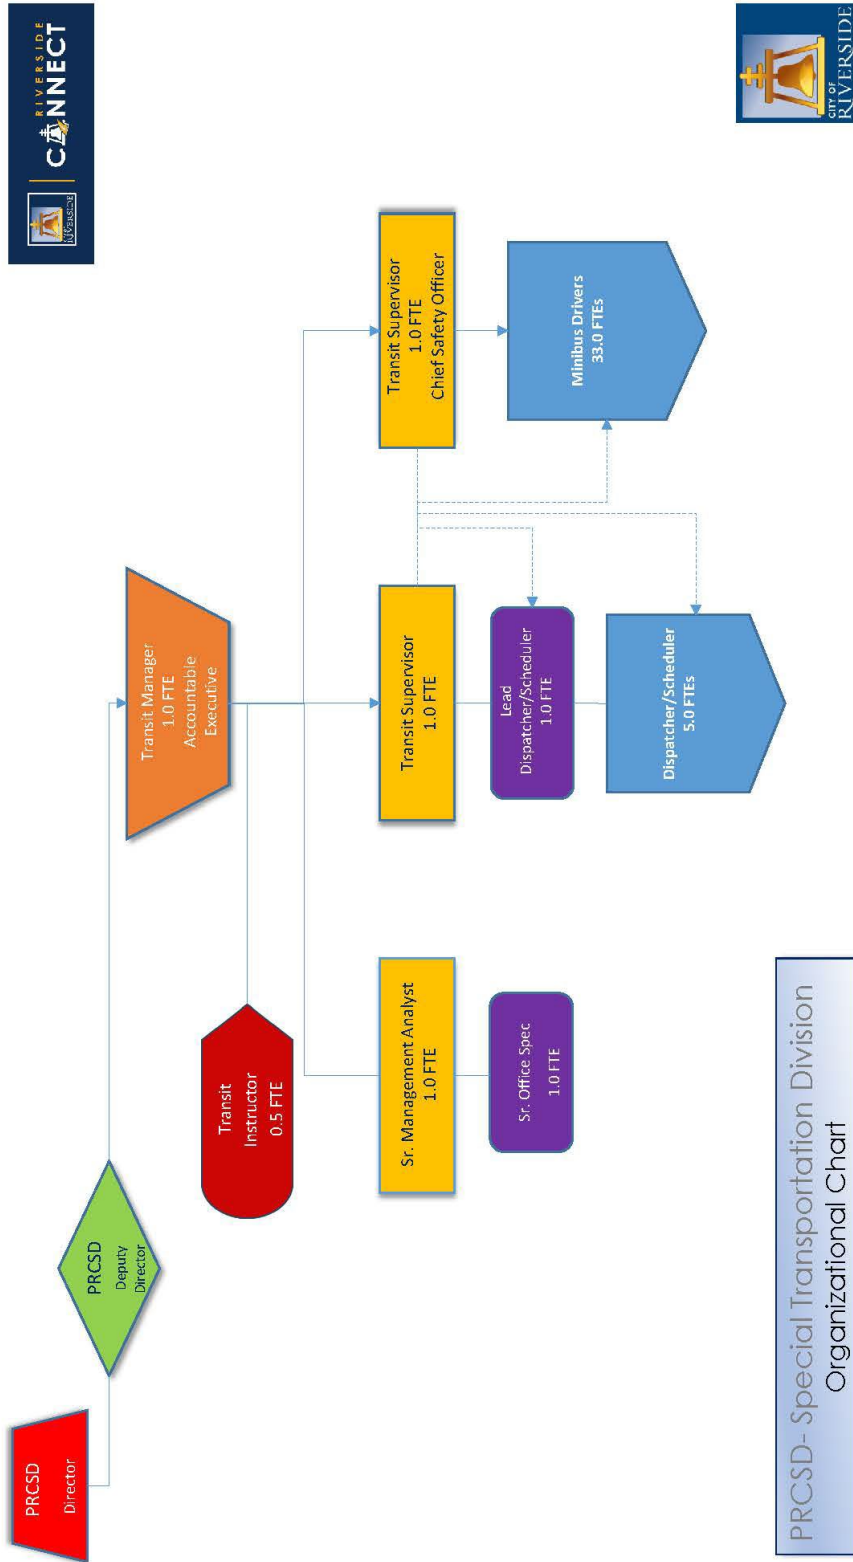 PRCSD
Director
PRCSD
Deputy
Director
RIVERSIDE
CONNECT
CITY OF
RIVERSIDE
Transit Manager
1.0 FTE
Accountable
Executive
Transit
Instructor
0.5 FTE
Sr. Management Analyst
1.0 FTE
Transit Supervisor
1.0 FTE
Transit Supervisor
1.0 FTE
Chief Safety Officer
Sr. Office Spec
1.0 FTE
Lead
Dispatcher/Scheduler
1.0 FTE
Minibus Drivers
33.0 FTEs
Dispatcher/Scheduler
5.0 FTEs
PRCSD- Special Transportation Division
Organizational Chart
CITY OF
RIVERSIDE